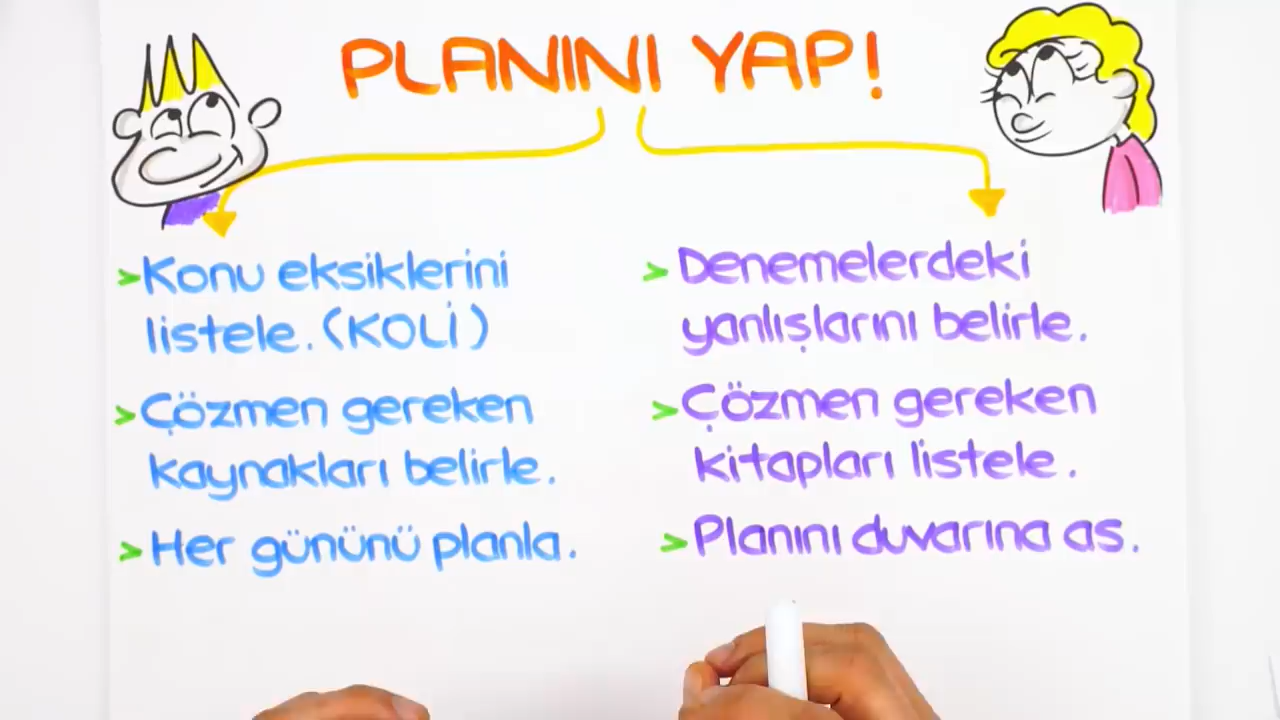 PLANINI YAP!
> Konu eksiklerini
listele. (KOLİ)
> Çözmen gereken
kaynakları belirle.
> Her gününü planla.
> Denemelerdeki
yanlışlarını belirle.
> Çözmen gereken
kitapları listele.
> Planını duvarına as.